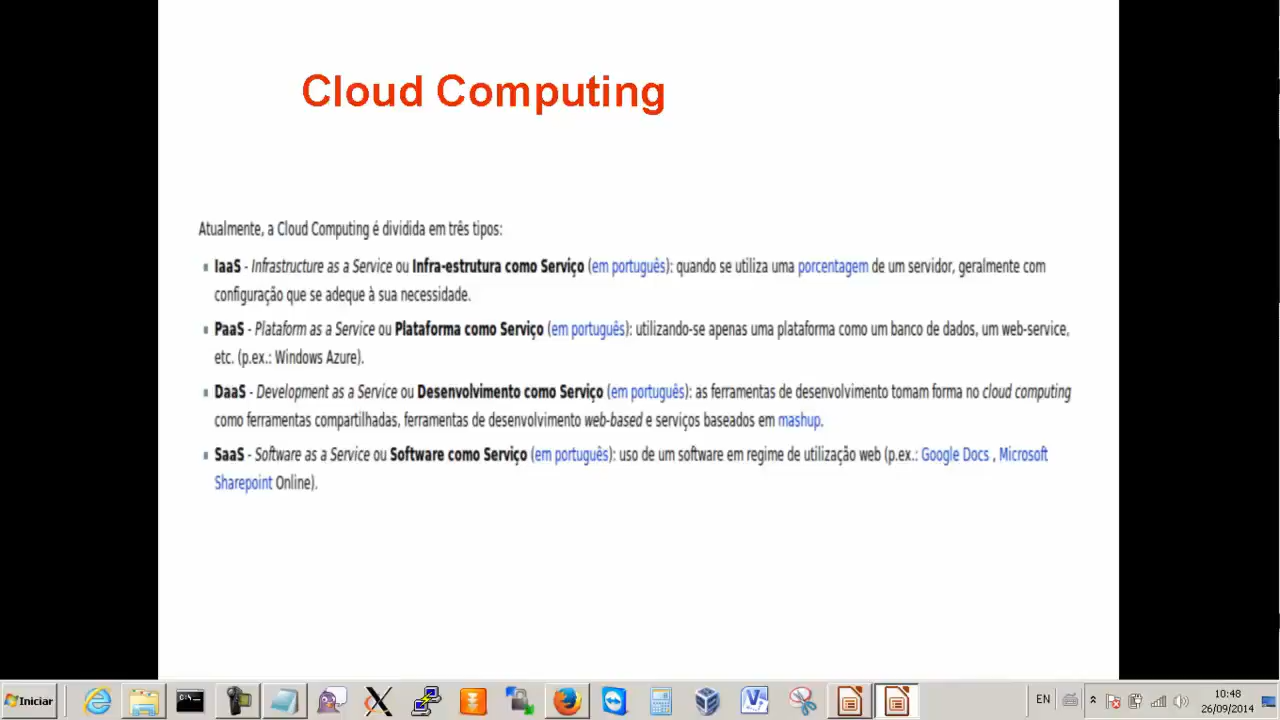 Cloud Computing
Atualmente, a Cloud Computing é dividida em três tipos:
IaaS - Infrastructure as a Service ou Infra-estrutura como Serviço (em português): quando se utiliza uma porcentagem de um servidor, geralmente com
configuração que se adeque à sua necessidade.
PaaS - Plataform as a Service ou Plataforma como Serviço (em português): utilizando-se apenas uma plataforma como um banco de dados, um web-service,
etc. (p.ex.: Windows Azure).
DaaS - Development as a Service ou Desenvolvimento como Serviço (em português): as ferramentas de desenvolvimento tomam forma no cloud computing
como ferramentas compartilhadas, ferramentas de desenvolvimento web-based e serviços baseados em mashup.
SaaS - Software as a Service ou Software como Serviço (em português): uso de um software em regime de utilização web (p.ex.: Google Docs , Microsoft
Sharepoint Online).
Iniciar
EN
10:48
26/09/2014